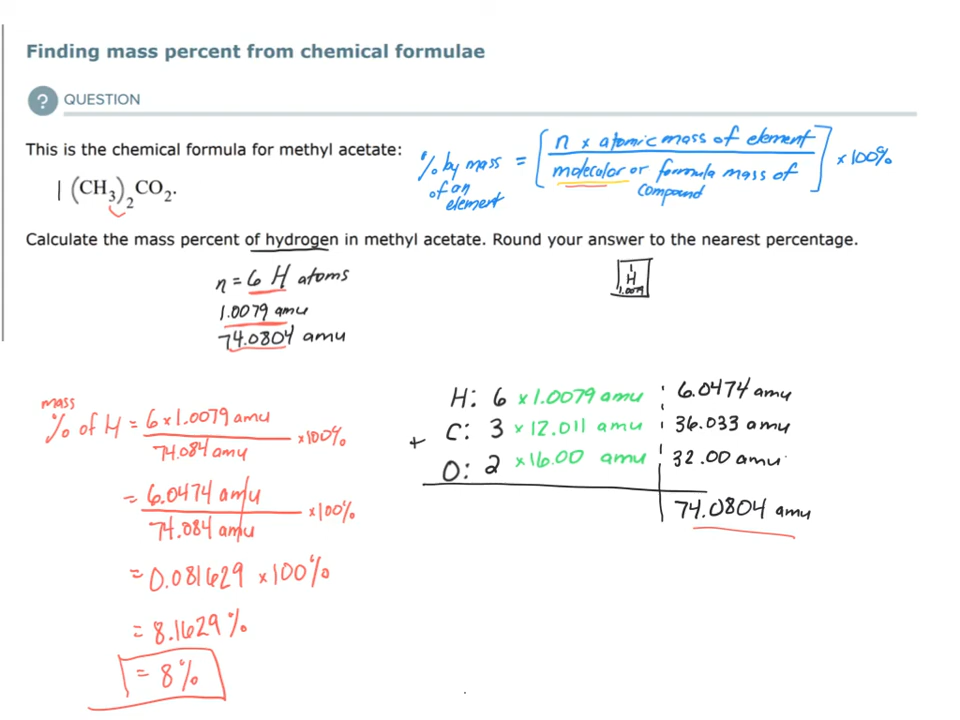 Finding mass percent from chemical formulae
? QUESTION
This is the chemical formula for methyl acetate:
1 (CH₃)₂CO₂.
% by mass of an element = [ n x atomic mass of element / molecular or formula mass of compound ] x 100%
Calculate the mass percent of hydrogen in methyl acetate. Round your answer to the nearest percentage.
n = 6 H atoms
1.0079 amu
74.0804 amu
1
H
1.0079
mass
% of H = 6 x 1.0079 amu / 74.084 amu x 100%
= 6.0474 amu / 74.084 amu x 100%
= 0.081629 x 100%
= 8.1629%
= 8%
H: 6 x 1.0079 amu : 6.0474 amu
+ C: 3 x 12.011 amu : 36.033 amu
O: 2 x 16.00 amu : 32.00 amu
74.0804 amu